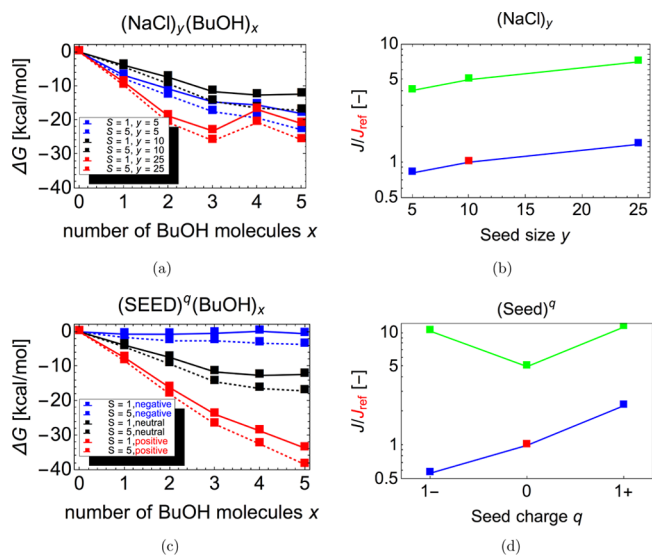 (NaCl)y(BuOH)x
ΔG [kcal/mol]
0
−10
−20
−30
−40
S = 1, y = 5
S = 5, y = 5
S = 1, y = 10
S = 5, y = 10
S = 1, y = 25
S = 5, y = 25
0 1 2 3 4 5
number of BuOH molecules x
(a)
(NaCl)y
J/Jref [-]
10
5
1
0.5
5 10 15 20 25
Seed size y
(b)
(SEED)q(BuOH)x
ΔG [kcal/mol]
0
−10
−20
−30
−40
S = 1,negative
S = 5,negative
S = 1,neutral
S = 5,neutral
S = 1,positive
S = 5,positive
0 1 2 3 4 5
number of BuOH molecules x
(c)
(Seed)q
J/Jref [-]
10
5
1
0.5
1− 0 1+
Seed charge q
(d)